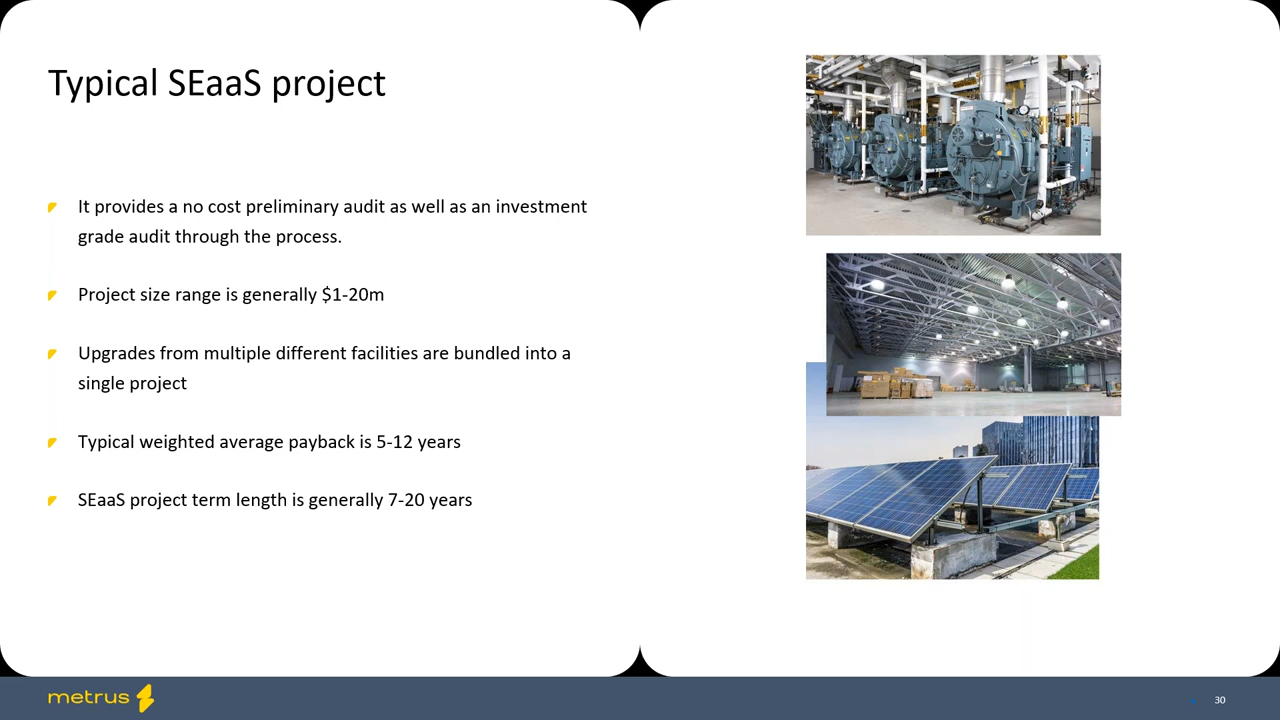 Typical SEaaS project
It provides a no cost preliminary audit as well as an investment
grade audit through the process.
Project size range is generally $1-20m
Upgrades from multiple different facilities are bundled into a
single project
Typical weighted average payback is 5-12 years
SEaaS project term length is generally 7-20 years
metrus
30